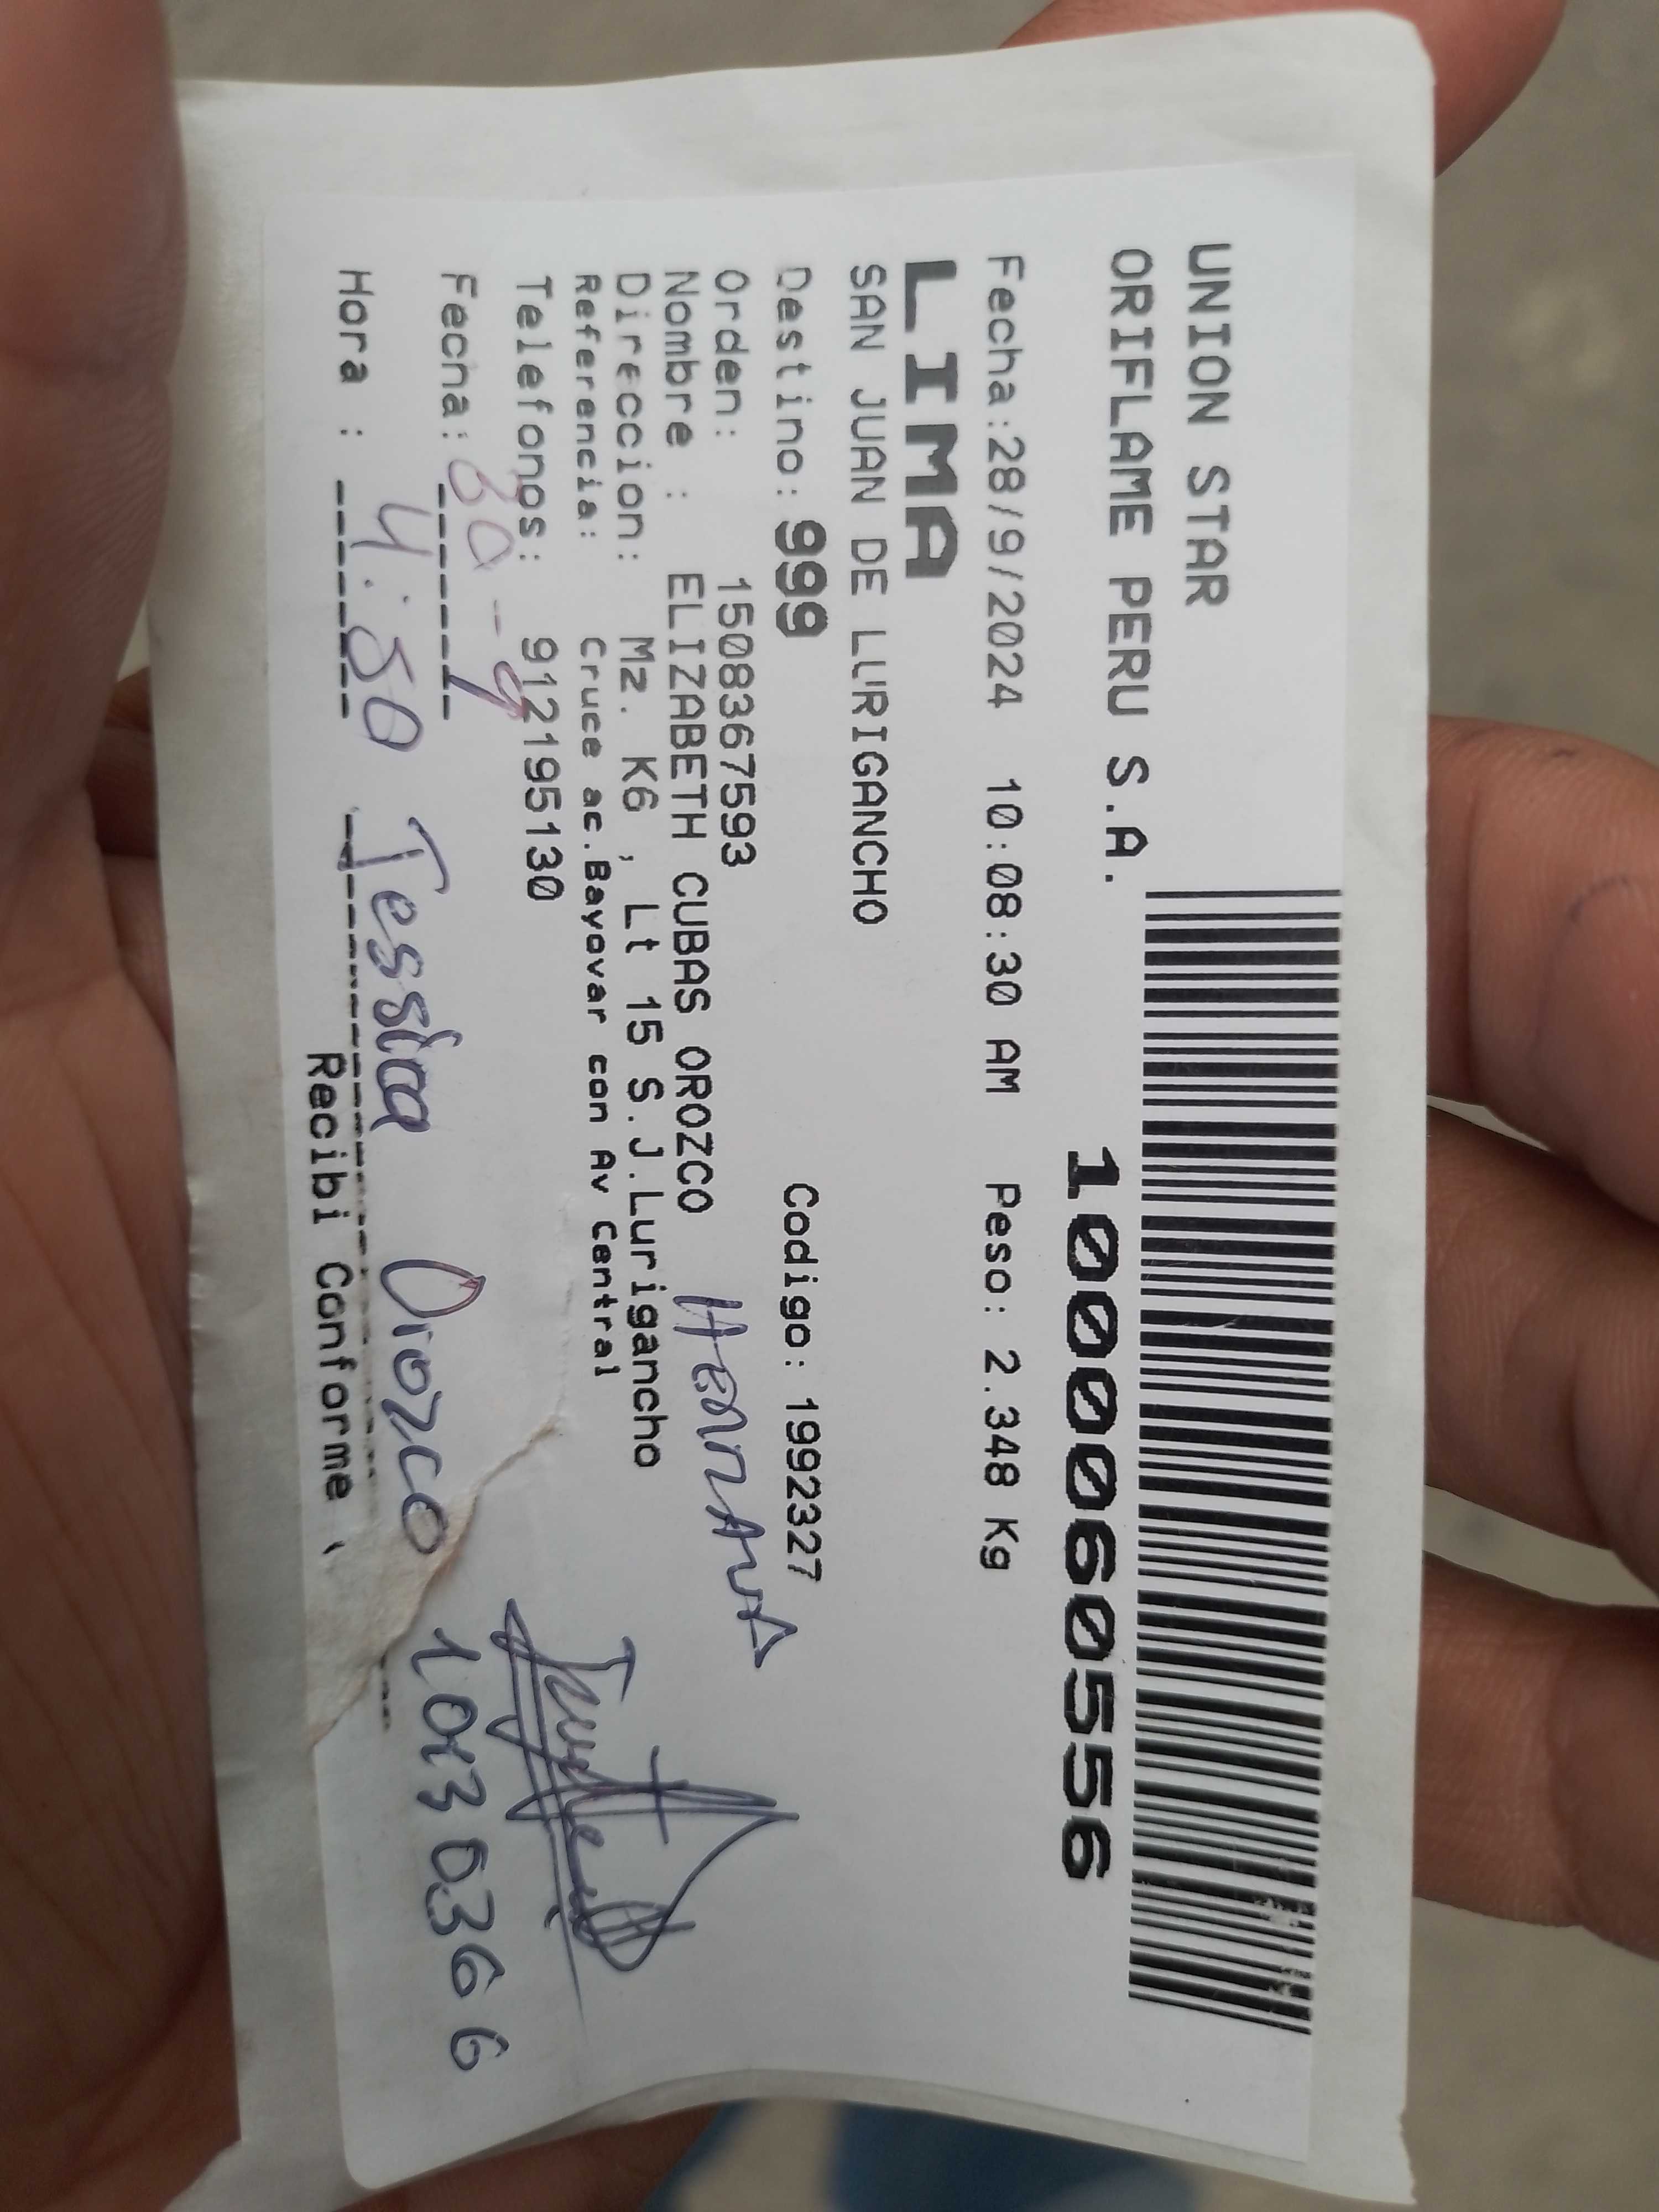 UNION STAR
ORIFLAME PERU S.A.
1000060556
Fecha:28/9/2024 10:08:30 AM Peso: 2.348 Kg
LIMA
SAN JUAN DE LURIGANCHO
Destino: 999 Codigo: 1992327
Orden: 1508367593
Nombre : ELIZABETH CUBAS OROZCO HERMANA
Direccion: Mz. K6 , Lt 15 S.J.Lurigancho
Referencia: Cruce ac.Bayovar con Av Central
Telefonos: 912195130
Fecha: 30-9
Hora : 4:50 Jessica Orozco
Recibi Conforme